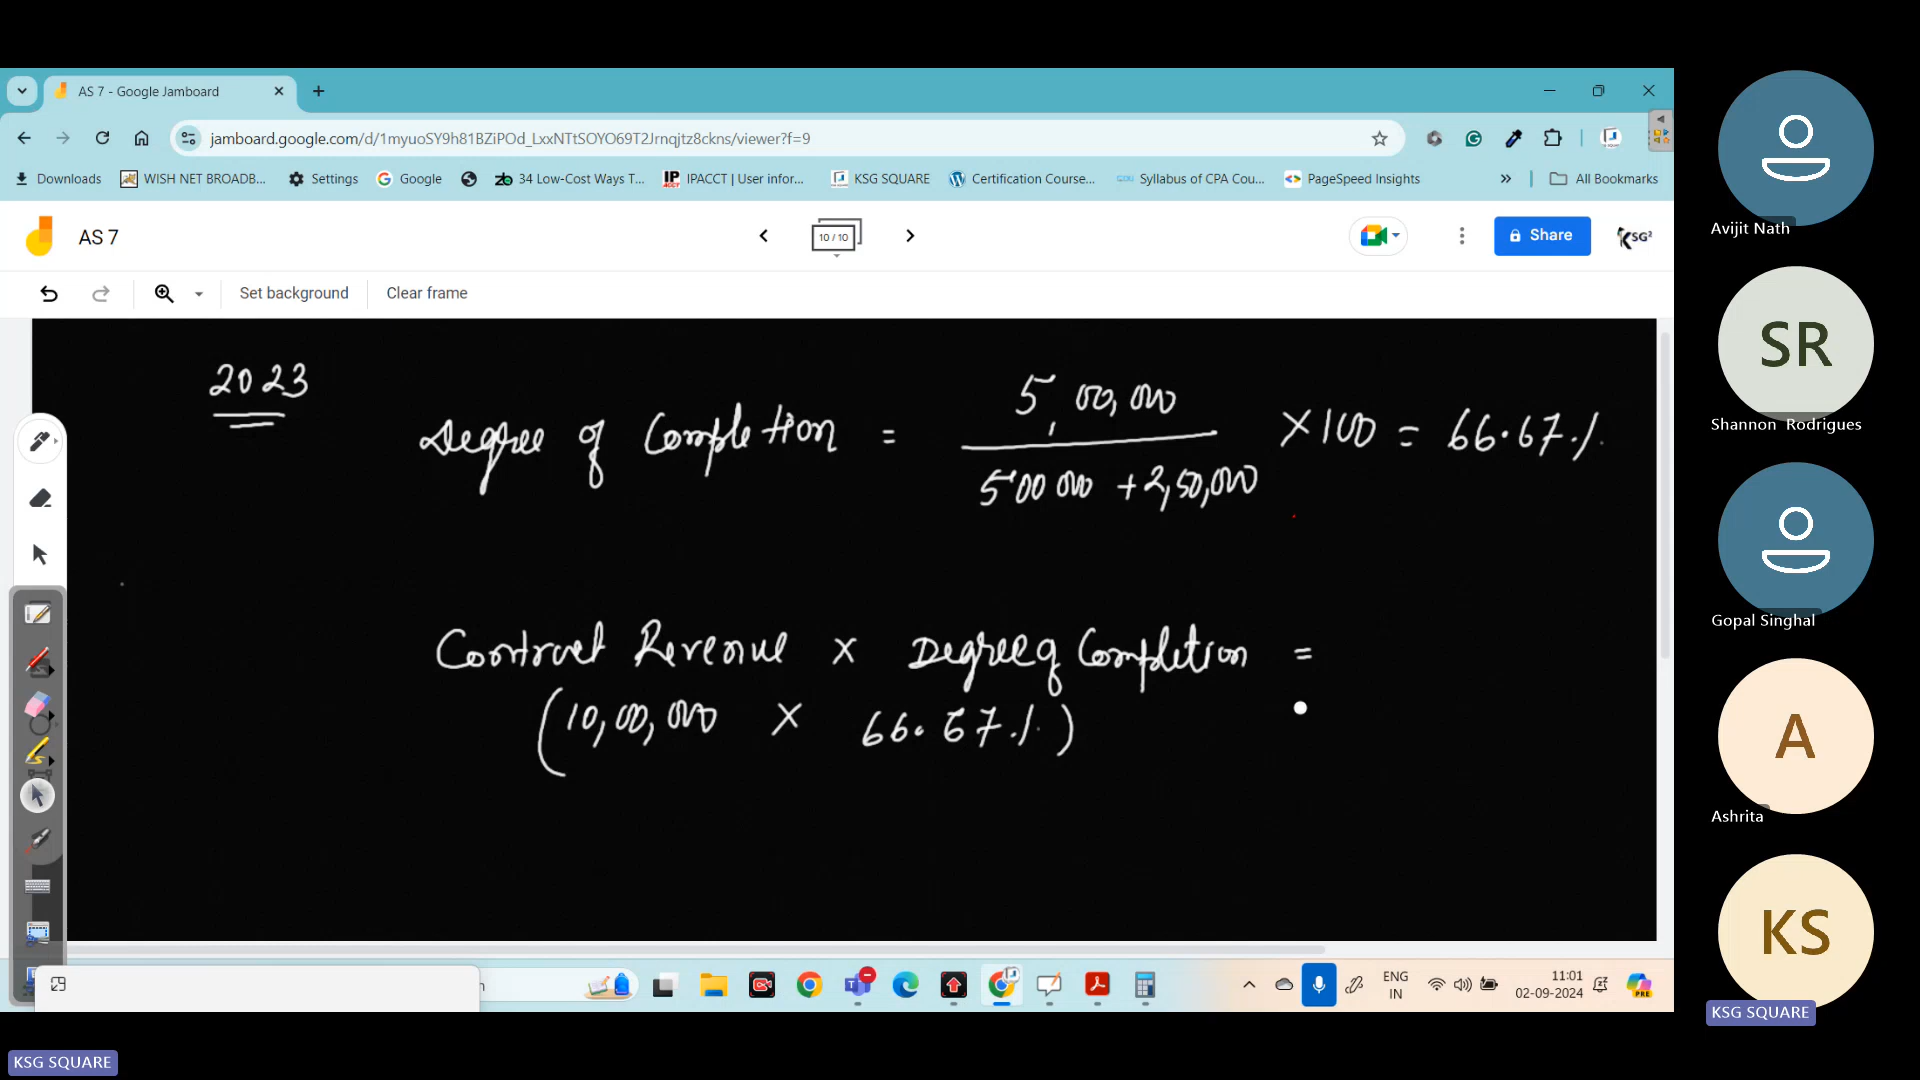 AS 7 - Google Jamboard
jamboard.google.com/d/1myuoSY9h81BZiPOd_LxxNTtSOYO69T2Jrnqjtz8ckns/viewer?f=9
Downloads WISH NET BROADB... Settings Google 34 Low-Cost Ways T... IPACCT | User infor... KSG SQUARE Certification Course... Syllabus of CPA Cou... PageSpeed Insights » All Bookmarks
AS 7 10 / 10 Share KSG²
Set background Clear frame
2023
5,00,000
Degree of Completion = × 100 = 66.67%
500000 + 2,50,000
Contract Revenue × Degree of Completion =
(10,00,000 × 66.67%)
ENG
IN
11:01
02-09-2024
PRE
KSG SQUARE
Avijit Nath
SR
Shannon Rodrigues
Gopal Singhal
A
Ashrita
KS
KSG SQUARE